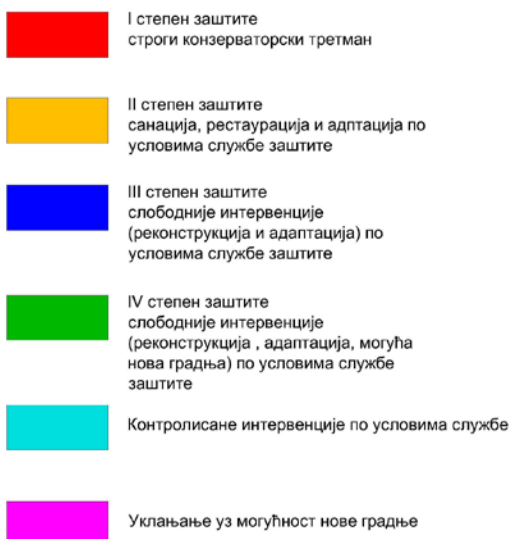 I степен заштите
строги конзерваторски третман
II степен заштите
санација, рестаурација и адптација по
условима службе заштите
III степен заштите
слободније интервенције
(реконструкција и адаптација) по
условима службе заштите
IV степен заштите
слободније интервенције
(реконструкција , адаптација, могућа
нова градња) по условима службе
заштите
Контролисане интервенције по условима службе
Уклањање уз могућност нове градње